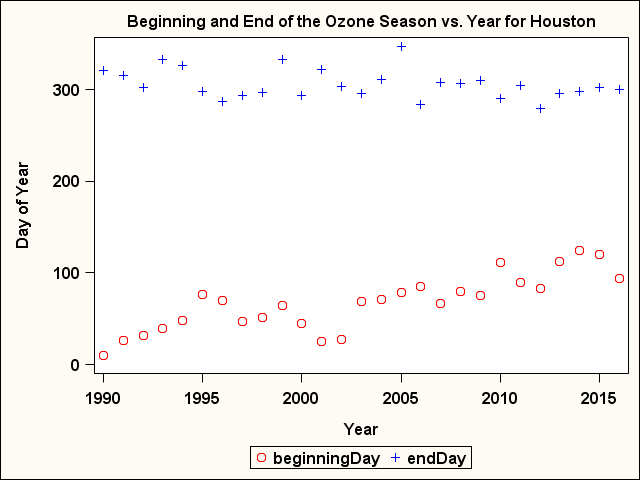 Beginning and End of the Ozone Season vs. Year for Houston
300
200
100
0
Day of Year
1990 1995 2000 2005 2010 2015
Year
beginningDay endDay